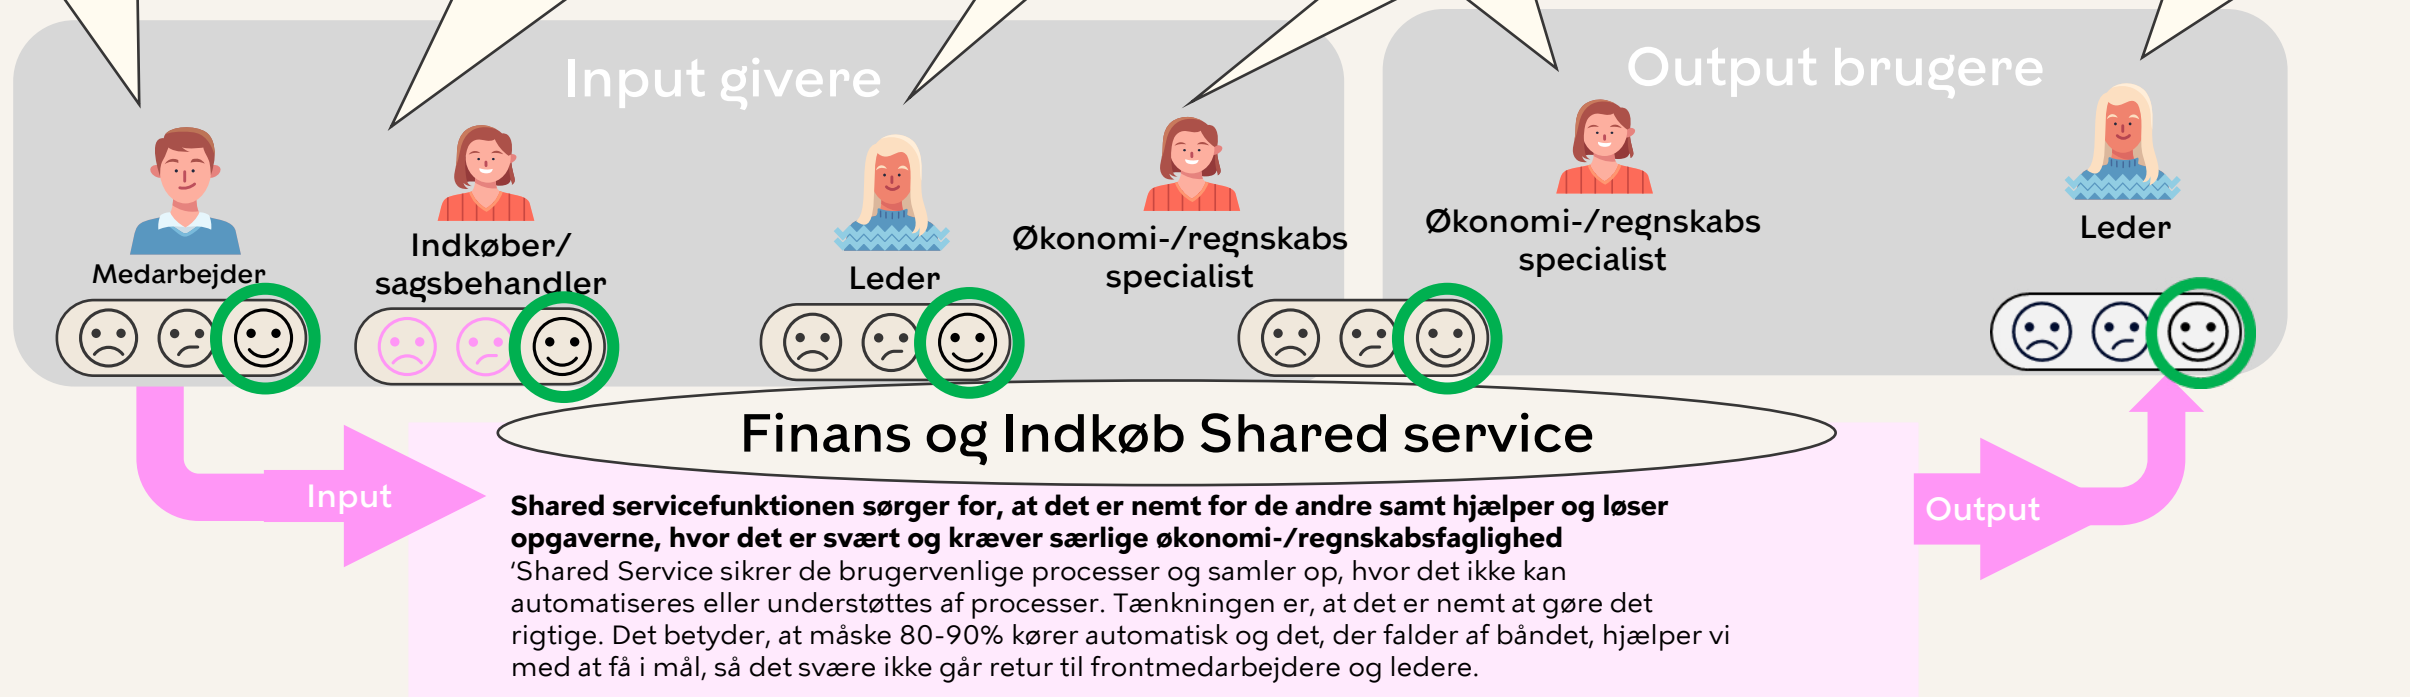 Input givere
Output brugere
Medarbejder
Indkøber/
sagsbehandler
Leder
Økonomi-/regnskabs
specialist
Økonomi-/regnskabs
specialist
Leder
Finans og Indkøb Shared service
Input
Output
Shared servicefunktionen sørger for, at det er nemt for de andre samt hjælper og løser
opgaverne, hvor det er svært og kræver særlige økonomi-/regnskabsfaglighed
‘Shared Service sikrer de brugervenlige processer og samler op, hvor det ikke kan
automatiseres eller understøttes af processer. Tænkningen er, at det er nemt at gøre det
rigtige. Det betyder, at måske 80-90% kører automatisk og det, der falder af båndet, hjælper vi
med at få i mål, så det svære ikke går retur til frontmedarbejdere og ledere.